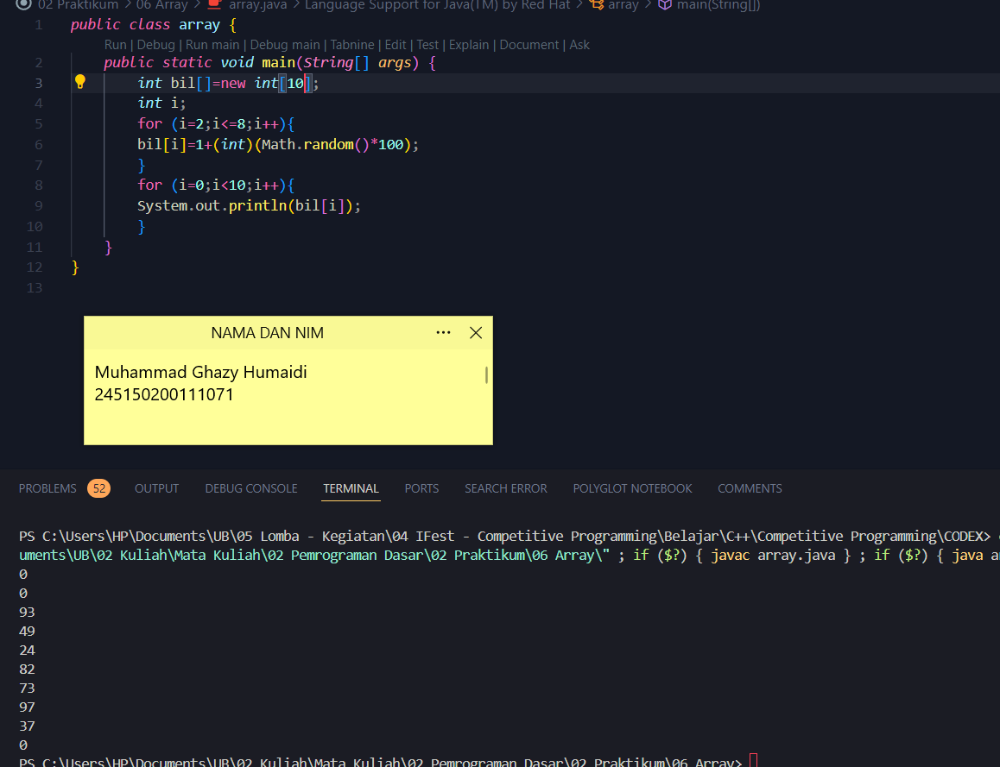 02 Praktikum > 06 Array > array.java > Language Support for Java(TM) by Red Hat > array > main(String[])
1 public class array {
Run | Debug | Run main | Debug main | Tabnine | Edit | Test | Explain | Document | Ask
2 public static void main(String[] args) {
3 int bil[]=new int[10];
4 int i;
5 for (i=2;i<=8;i++){
6 bil[i]=1+(int)(Math.random()*100);
7 }
8 for (i=0;i<10;i++){
9 System.out.println(bil[i]);
10 }
11 }
12 }
13
NAMA DAN NIM
Muhammad Ghazy Humaidi
245150200111071
PROBLEMS 52 OUTPUT DEBUG CONSOLE TERMINAL PORTS SEARCH ERROR POLYGLOT NOTEBOOK COMMENTS
PS C:\Users\HP\Documents\UB\05 Lomba - Kegiatan\04 IFest - Competitive Programming\Belajar\C++\Competitive Programming\CODEX>
uments\UB\02 Kuliah\Mata Kuliah\02 Pemrograman Dasar\02 Praktikum\06 Array\" ; if ($?) { javac array.java } ; if ($?) { java
0
0
93
49
24
82
73
97
37
0
PS C:\Users\HP\Documents\UB\02 Kuliah\Mata Kuliah\02 Pemrograman Dasar\02 Praktikum\06 Array>